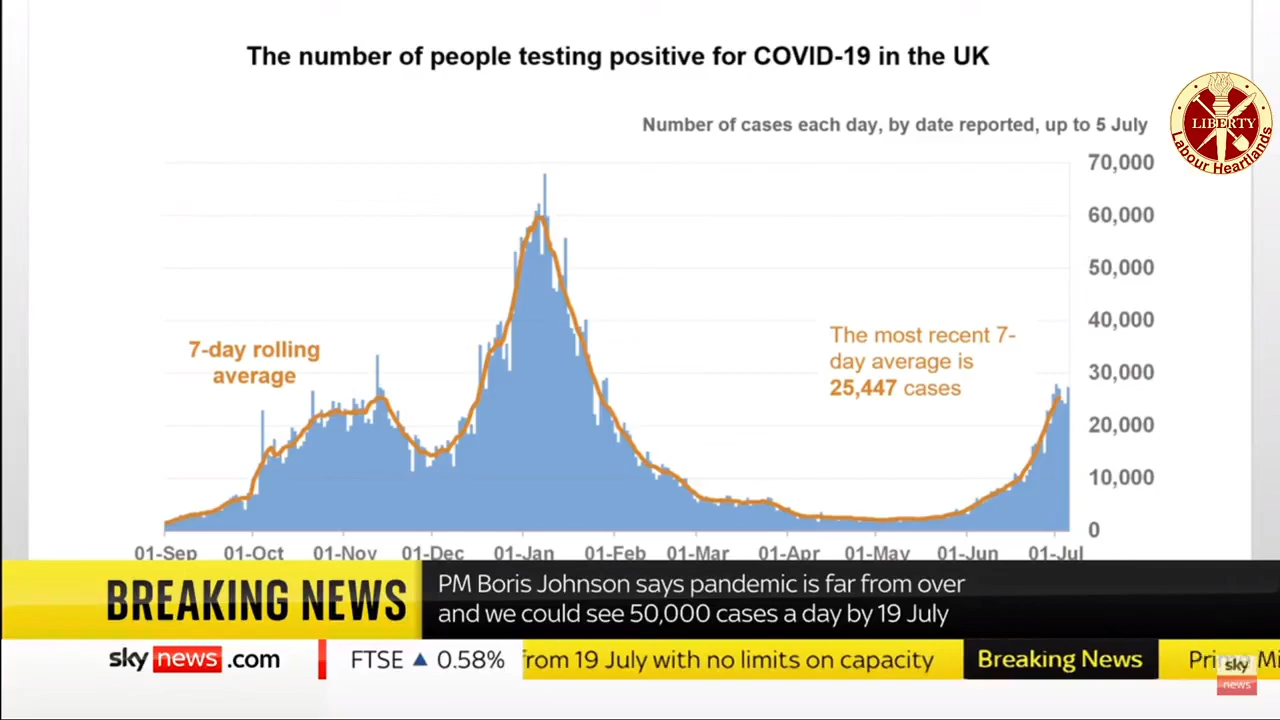 The number of people testing positive for COVID-19 in the UK
LIBERTY
Labour Heartlands
Number of cases each day, by date reported, up to 5 July
70,000
60,000
50,000
40,000
30,000
20,000
10,000
0
7-day rolling
average
The most recent 7-
day average is
25,447 cases
01-Sep 01-Oct 01-Nov 01-Dec 01-Jan 01-Feb 01-Mar 01-Apr 01-May 01-Jun 01-Jul
BREAKING NEWS
PM Boris Johnson says pandemic is far from over
and we could see 50,000 cases a day by 19 July
sky news .com
FTSE ▲ 0.58%
from 19 July with no limits on capacity
Breaking News
sky
news